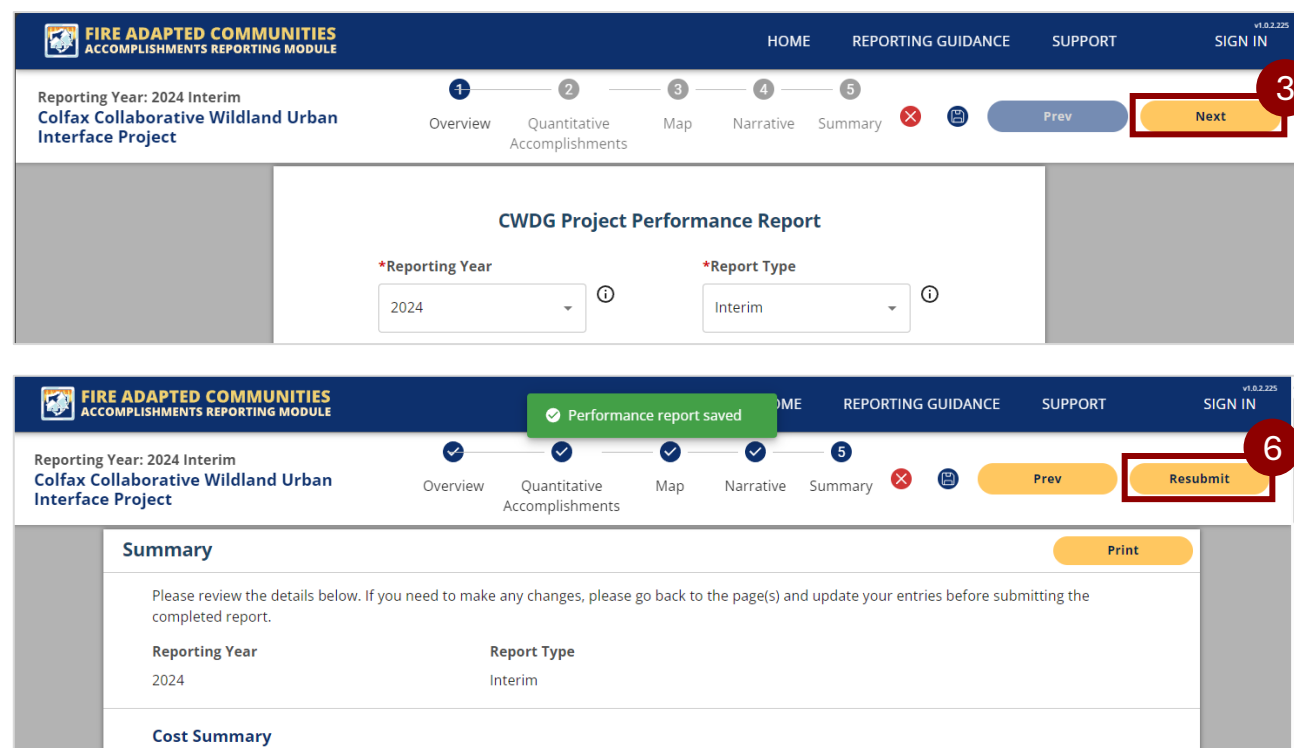 FIRE ADAPTED COMMUNITIES
ACCOMPLISHMENTS REPORTING MODULE
HOME
REPORTING GUIDANCE
SUPPORT
v1.0.2.225
SIGN IN
Reporting Year: 2024 Interim
Colfax Collaborative Wildland Urban
Interface Project
1
Overview
2
Quantitative
Accomplishments
3
Map
4
Narrative
5
Summary
Prev
Next
3
CWDG Project Performance Report
*Reporting Year
2024
*Report Type
Interim
FIRE ADAPTED COMMUNITIES
ACCOMPLISHMENTS REPORTING MODULE
Performance report saved
OME
REPORTING GUIDANCE
SUPPORT
v1.0.2.225
SIGN IN
Reporting Year: 2024 Interim
Colfax Collaborative Wildland Urban
Interface Project
Overview
Quantitative
Accomplishments
Map
Narrative
5
Summary
Prev
Resubmit
6
Summary
Print
Please review the details below. If you need to make any changes, please go back to the page(s) and update your entries before submitting the
completed report.
Reporting Year
2024
Report Type
Interim
Cost Summary